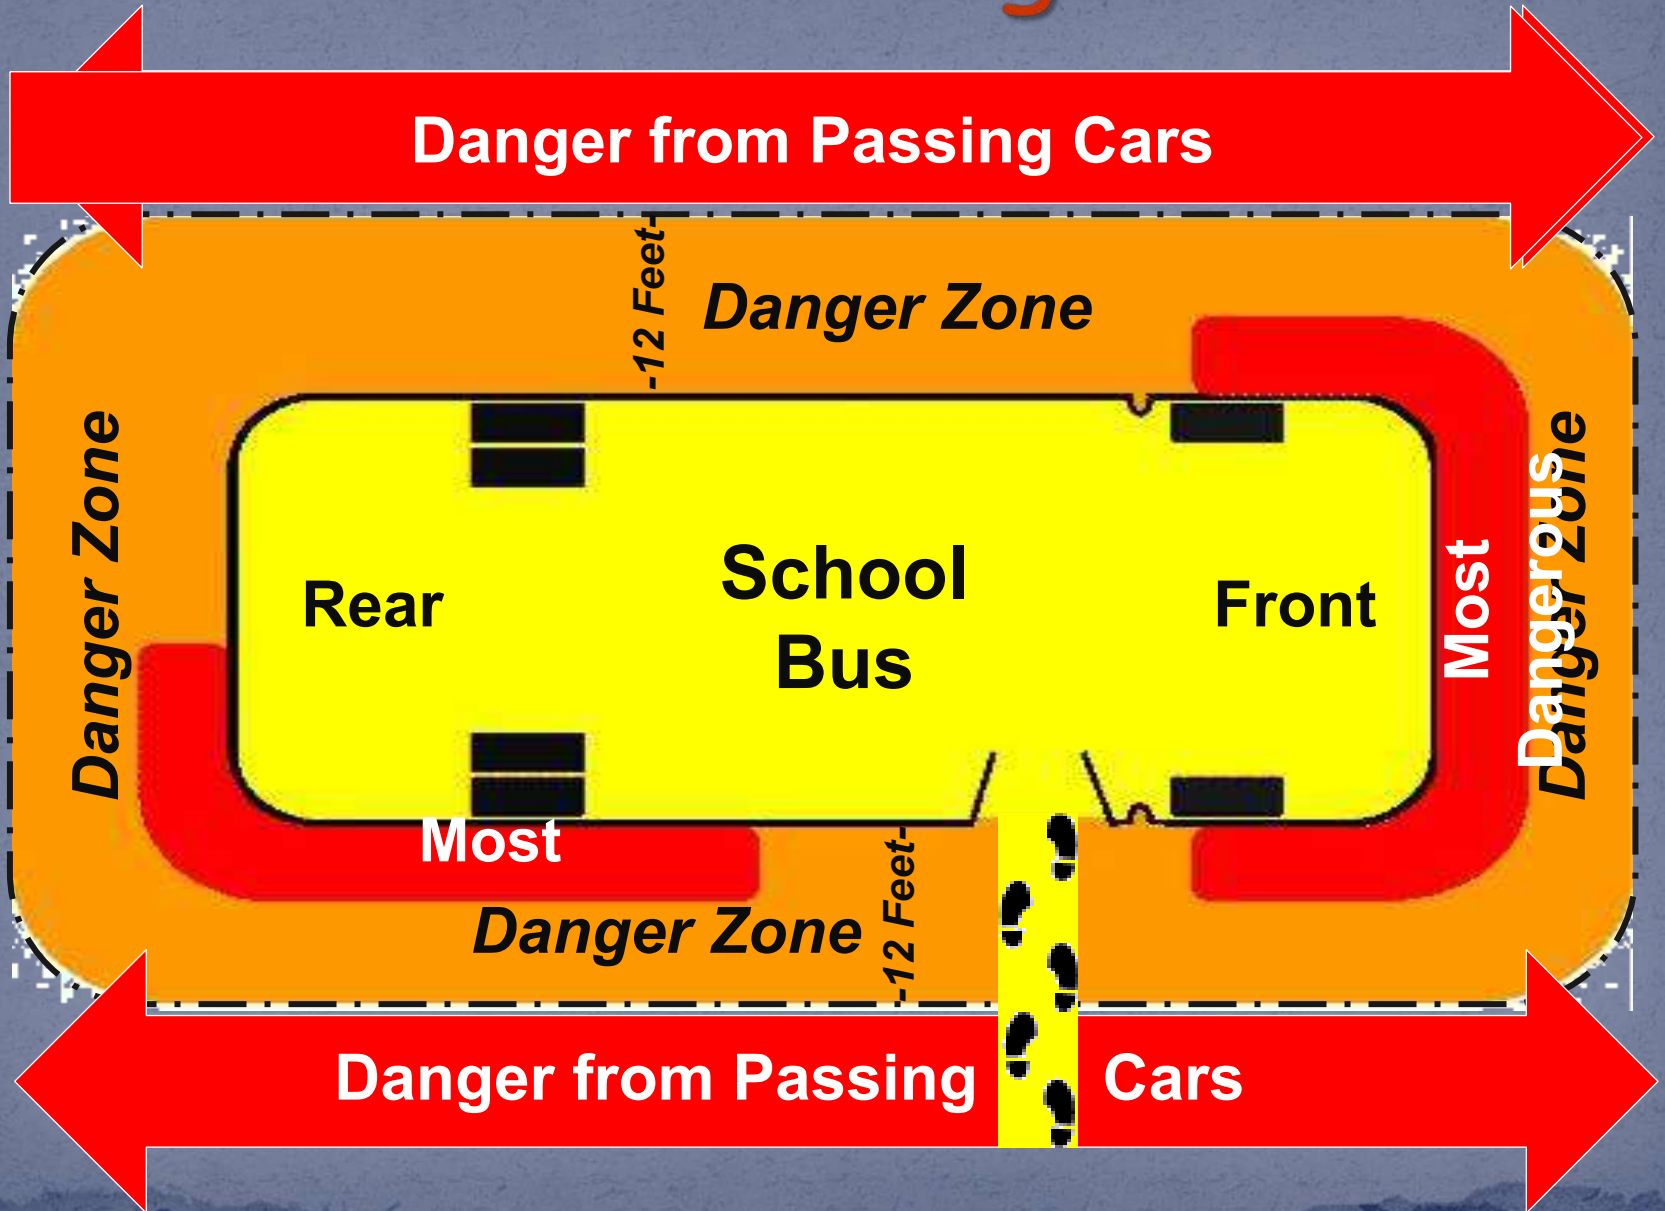 Danger from Passing Cars
-12 Feet-
Danger Zone
Danger Zone
Rear
School
Bus
Front
Most
Dangerous
Danger Zone
Most
Danger Zone
-12 Feet-
Danger from Passing Cars